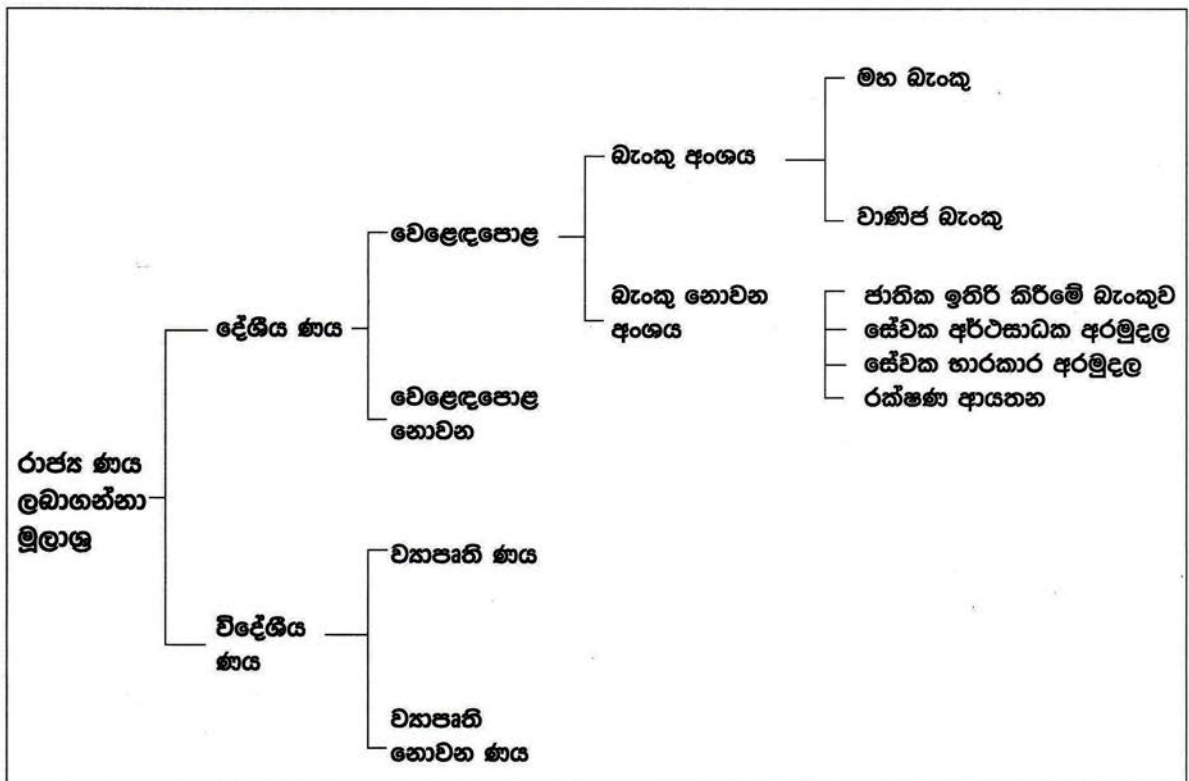 රාජ්‍ය ණය
ලබාගන්නා
මූලාශ්‍ර
දේශීය ණය
වෙළෙඳපොළ
බැංකු අංශය
මහ බැංකු
වාණිජ බැංකු
බැංකු නොවන
අංශය
ජාතික ඉතිරි කිරීමේ බැංකුව
සේවක අර්ථසාධක අරමුදල
සේවක භාරකාර අරමුදල
රක්ෂණ ආයතන
වෙළෙඳපොළ
නොවන
විදේශීය
ණය
ව්‍යාපෘති ණය
ව්‍යාපෘති
නොවන ණය